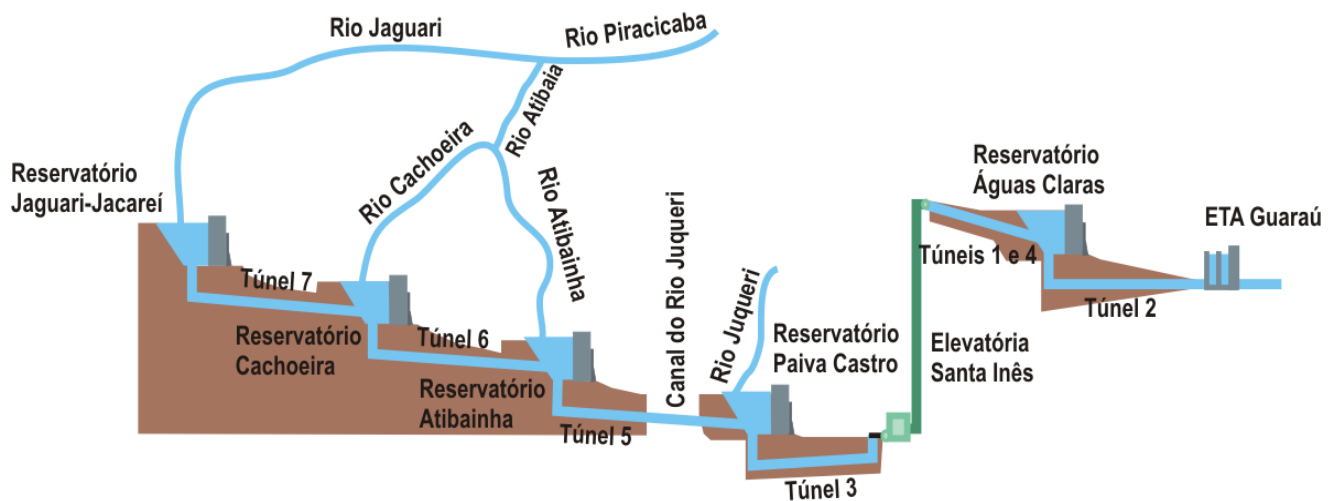 Rio Jaguari
Rio Piracicaba
Rio Atibaia
Rio Cachoeira
Rio Atibainha
Reservatório
Jaguari-Jacareí
Túnel 7
Reservatório
Cachoeira
Túnel 6
Reservatório
Atibainha
Túnel 5
Canal do Rio Juqueri
Rio Juqueri
Reservatório
Paiva Castro
Túnel 3
Elevatória
Santa Inês
Reservatório
Águas Claras
Túneis 1 e 4
Túnel 2
ETA Guaraú